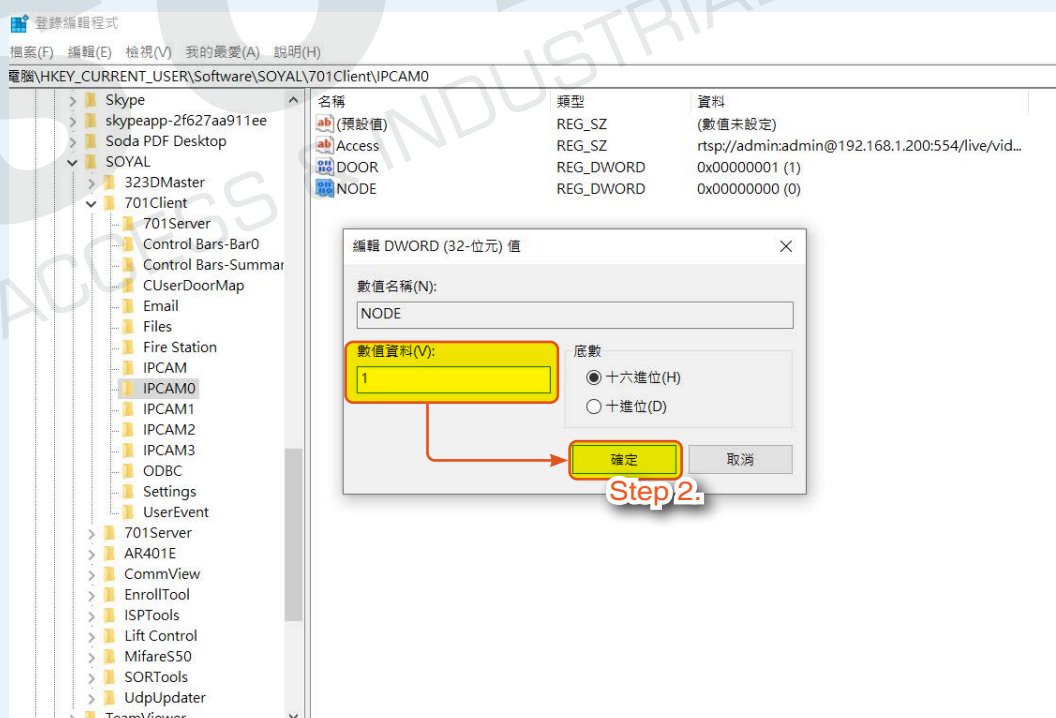 登錄編輯程式
檔案(F) 編輯(E) 檢視(V) 我的最愛(A) 說明(H)
電腦\HKEY_CURRENT_USER\Software\SOYAL\701Client\IPCAM0
Skype
skypeapp-2f627aa911ee
Soda PDF Desktop
SOYAL
323DMaster
701Client
701Server
Control Bars-Bar0
Control Bars-Summar
CUserDoorMap
Email
Files
Fire Station
IPCAM
IPCAM0
IPCAM1
IPCAM2
IPCAM3
ODBC
Settings
UserEvent
701Server
AR401E
CommView
EnrollTool
ISPTools
Lift Control
MifareS50
SORTools
UdpUpdater
TeamViewer
名稱 類型 資料
(預設值) REG_SZ (數值未設定)
Access REG_SZ rtsp://admin:admin@192.168.1.200:554/live/vid...
DOOR REG_DWORD 0x00000001 (1)
NODE REG_DWORD 0x00000000 (0)
編輯 DWORD (32-位元) 值
數值名稱(N):
NODE
數值資料(V):
1
底數
十六進位(H)
十進位(D)
確定
取消
Step 2.
ACCESS & INDUSTRIAL